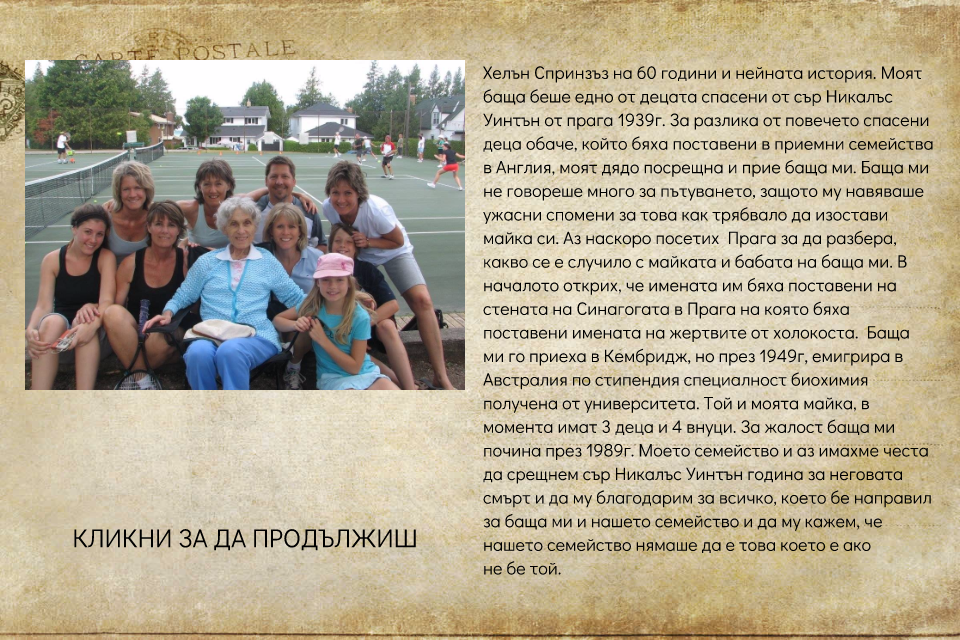 CARTE POSTALE
Хелън Спринзъз на 60 години и нейната история. Моят
баща беше едно от децата спасени от сър Никалъс
Уинтън от прага 1939г. За разлика от повечето спасени
деца обаче, който бяха поставени в приемни семейства
в Англия, моят дядо посрещна и прие баща ми. Баща ми
не говореше много за пътуването, защото му навяваше
ужасни спомени за това как трябвало да изостави
майка си. Аз наскоро посетих Прага за да разбера,
какво се е случило с майката и бабата на баща ми. В
началото открих, че имената им бяха поставени на
стената на Синагогата в Прага на която бяха
поставени имената на жертвите от холокоста. Баща
ми го приеха в Кембридж, но през 1949г, емигрира в
Австралия по стипендия специалност биохимия
получена от университета. Той и моята майка, в
момента имат 3 деца и 4 внуци. За жалост баща ми
почина през 1989г. Моето семейство и аз имахме честа
да срещнем сър Никалъс Уинтън година за неговата
смърт и да му благодарим за всичко, което бе направил
за баща ми и нашето семейство и да му кажем, че
нашето семейство нямаше да е това което е ако
не бе той.
КЛИКНИ ЗА ДА ПРОДЪЛЖИШ